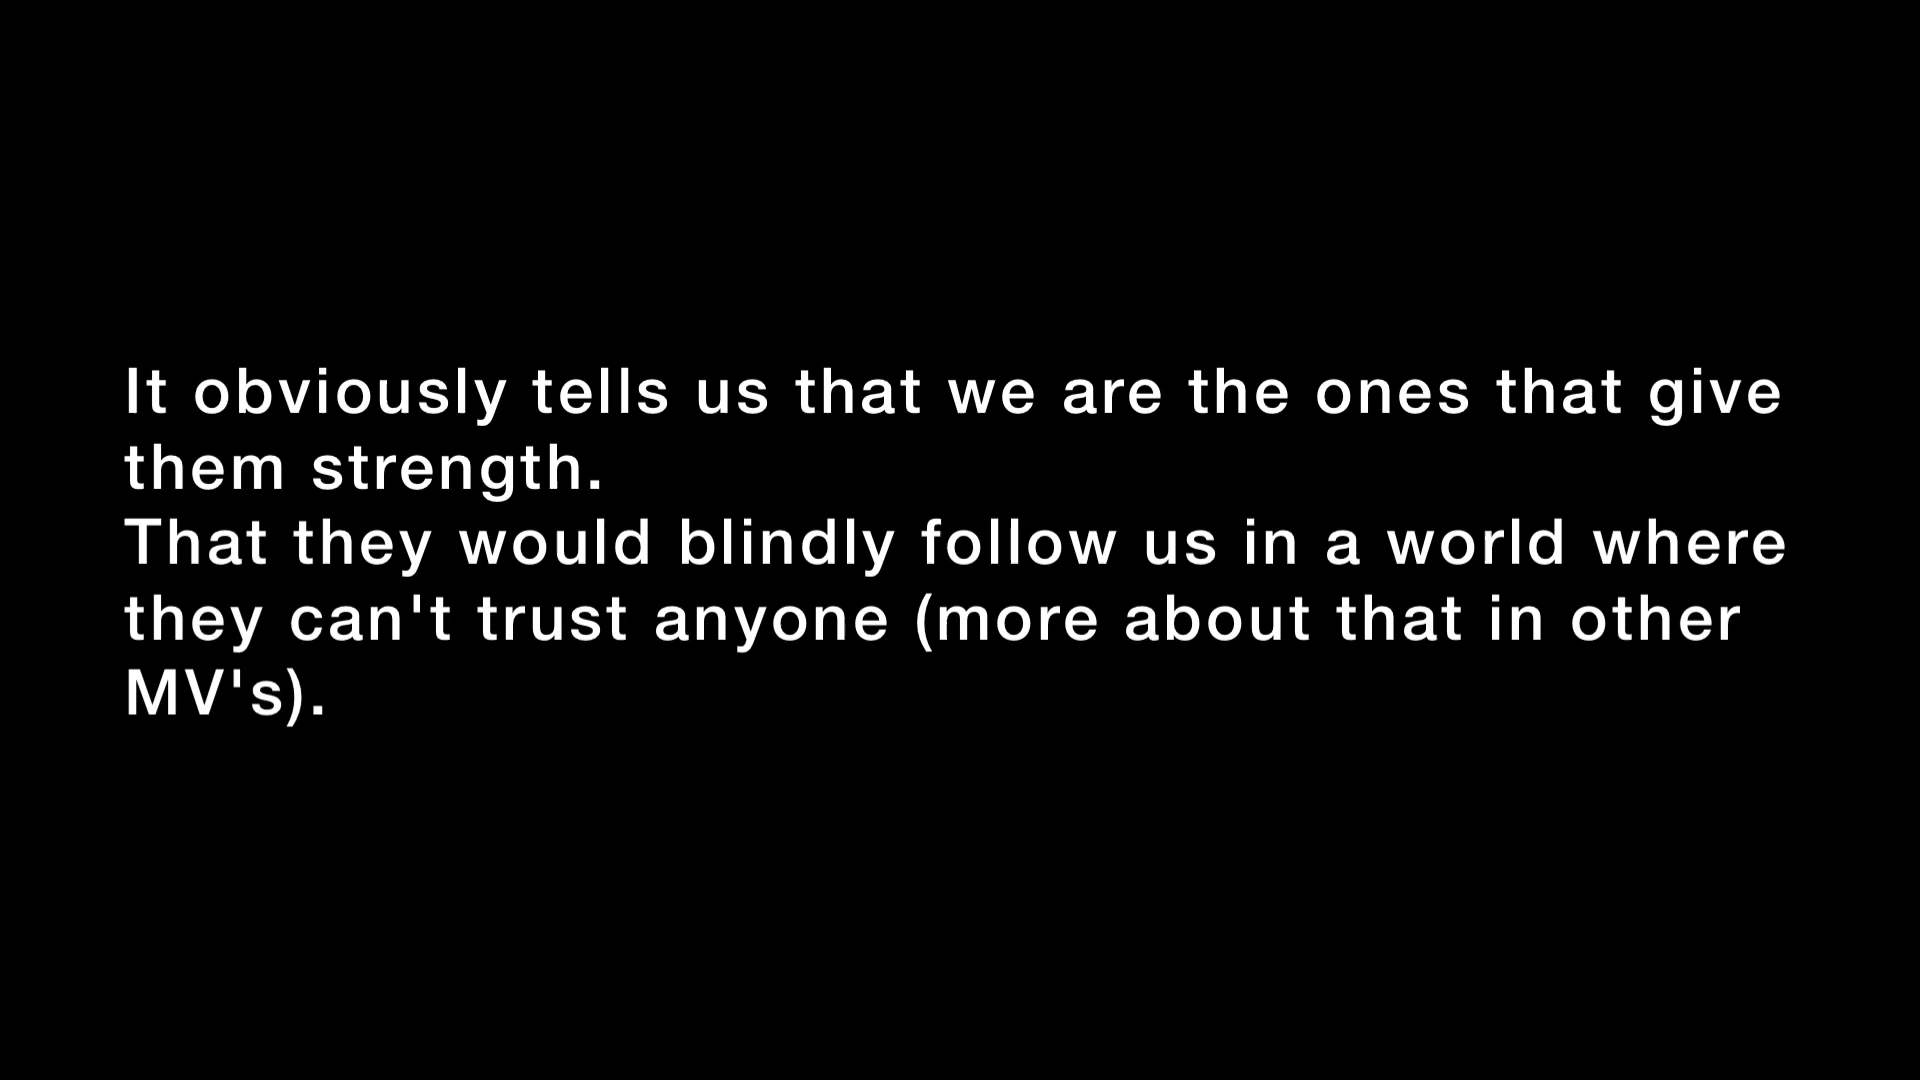 It obviously tells us that we are the ones that give
them strength.
That they would blindly follow us in a world where
they can't trust anyone (more about that in other
MV's).